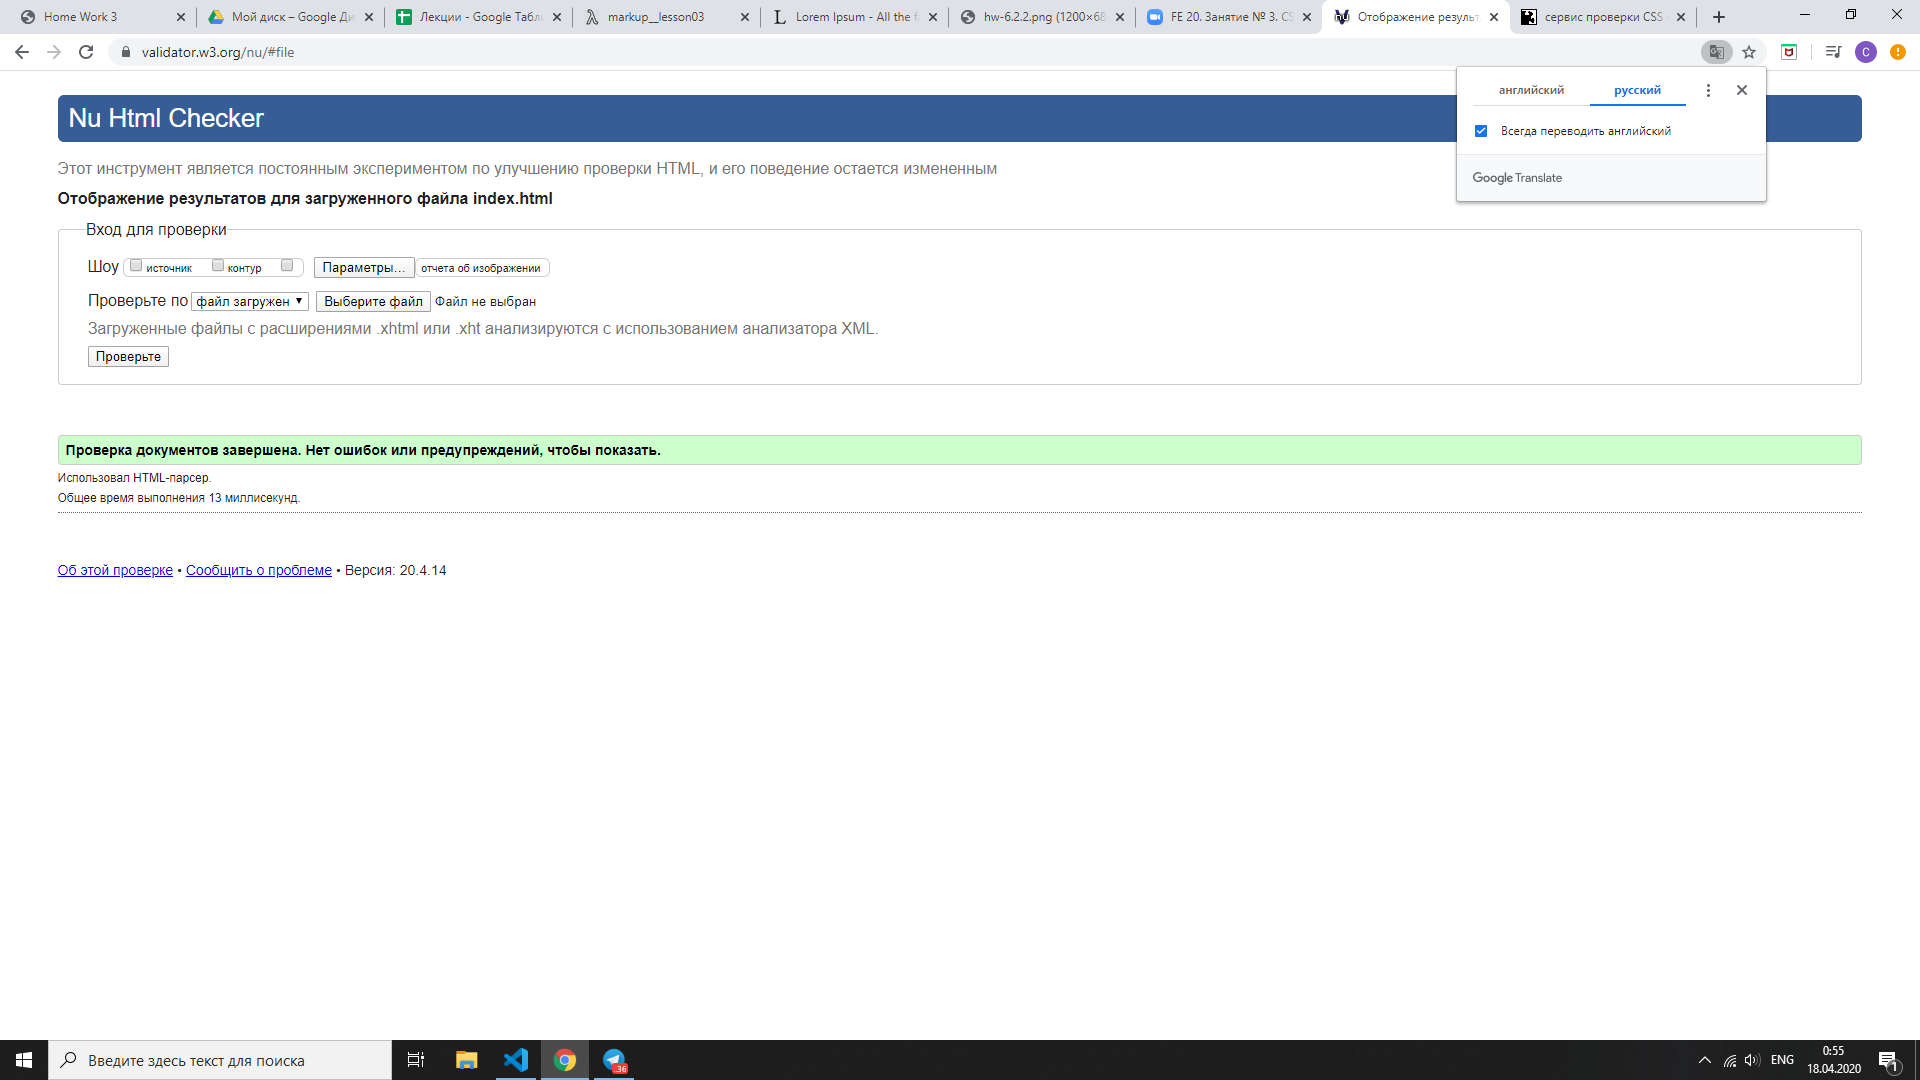 Home Work 3
Мой диск – Google Ди
Лекции - Google Табл
markup__lesson03
Lorem Ipsum - All the fa
hw-6.2.2.png (1200×68
FE 20. Занятие № 3. CS
Отображение результ
сервис проверки CSS
validator.w3.org/nu/#file
английский
русский
Всегда переводить английский
Google Translate
Nu Html Checker
Этот инструмент является постоянным экспериментом по улучшению проверки HTML, и его поведение остается измененным
Отображение результатов для загруженного файла index.html
Вход для проверки
Шоу источник контур Параметры... отчета об изображении
Проверьте по файл загружен Выберите файл Файл не выбран
Загруженные файлы с расширениями .xhtml или .xht анализируются с использованием анализатора XML.
Проверьте
Проверка документов завершена. Нет ошибок или предупреждений, чтобы показать.
Использовал HTML-парсер.
Общее время выполнения 13 миллисекунд.
Об этой проверке • Сообщить о проблеме • Версия: 20.4.14
Введите здесь текст для поиска
.36
ENG
0:55
18.04.2020
1